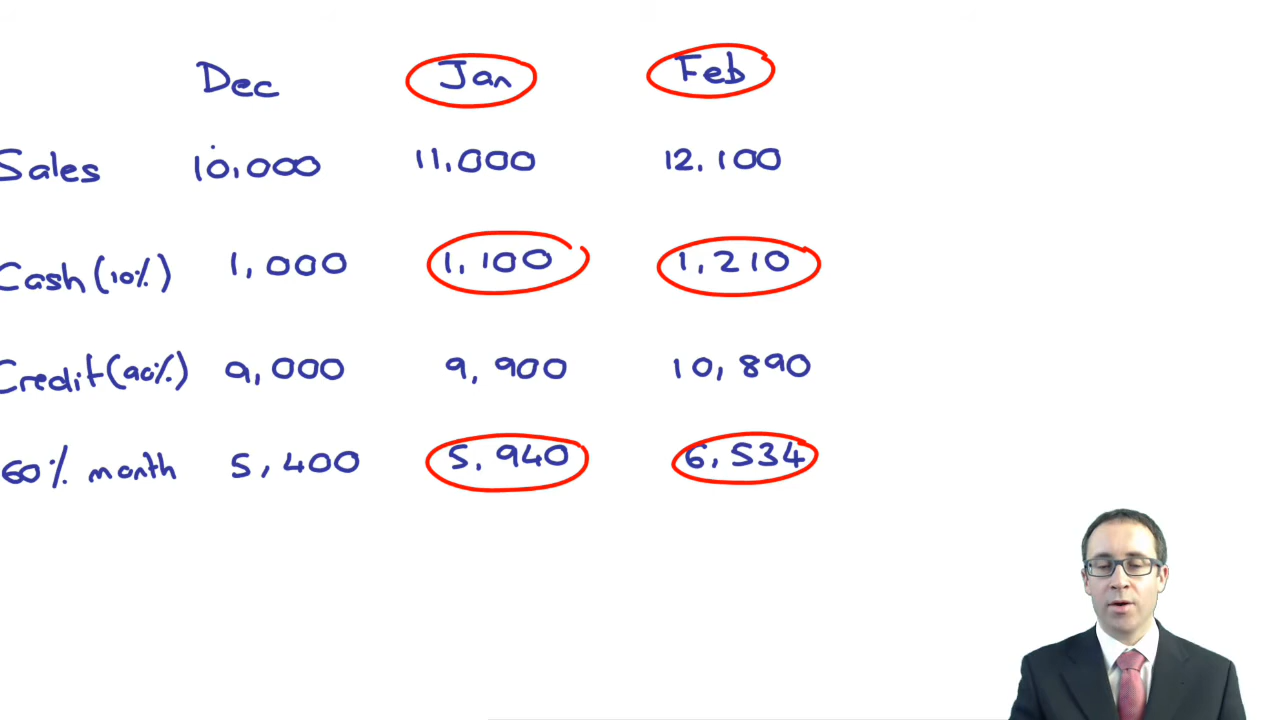 Dec Jan Feb
Sales 10,000 11,000 12,100
Cash (10%) 1,000 1,100 1,210
Credit (90%) 9,000 9,900 10,890
60% month 5,400 5,940 6,534